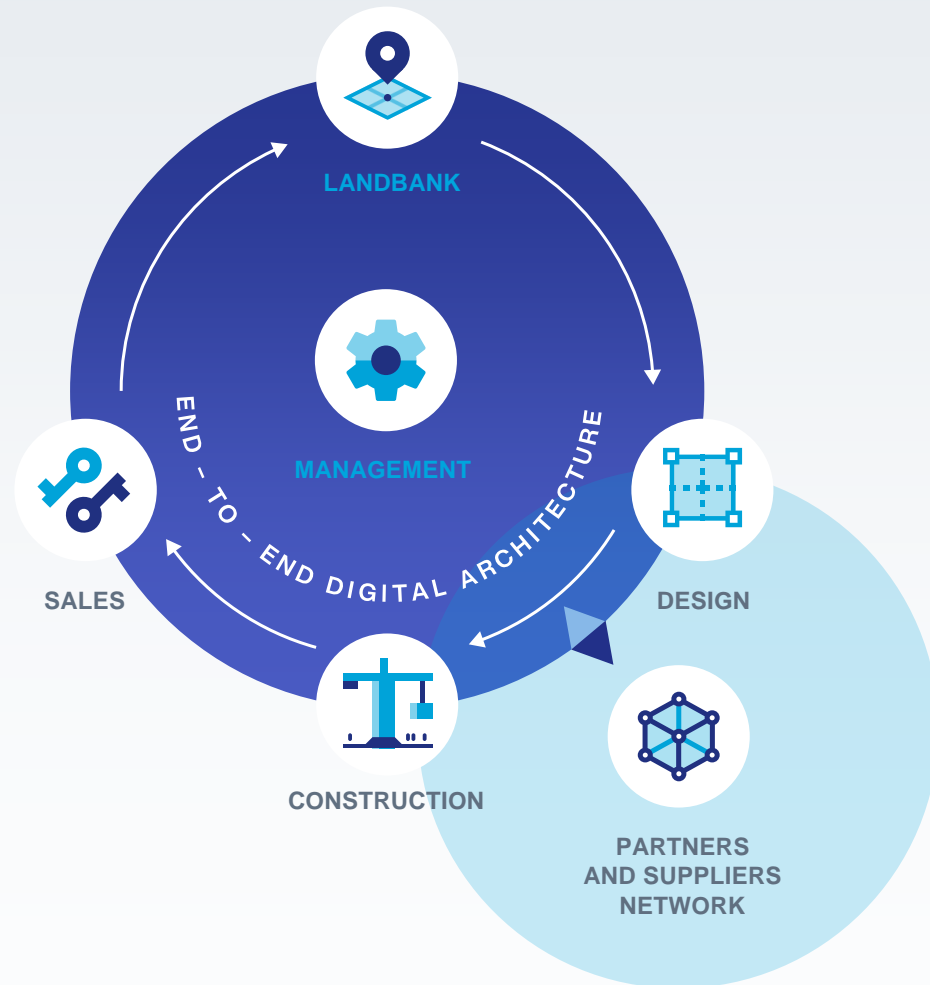 LANDBANK
MANAGEMENT
END – TO – END DIGITAL ARCHITECTURE
SALES
DESIGN
CONSTRUCTION
PARTNERS
AND SUPPLIERS
NETWORK